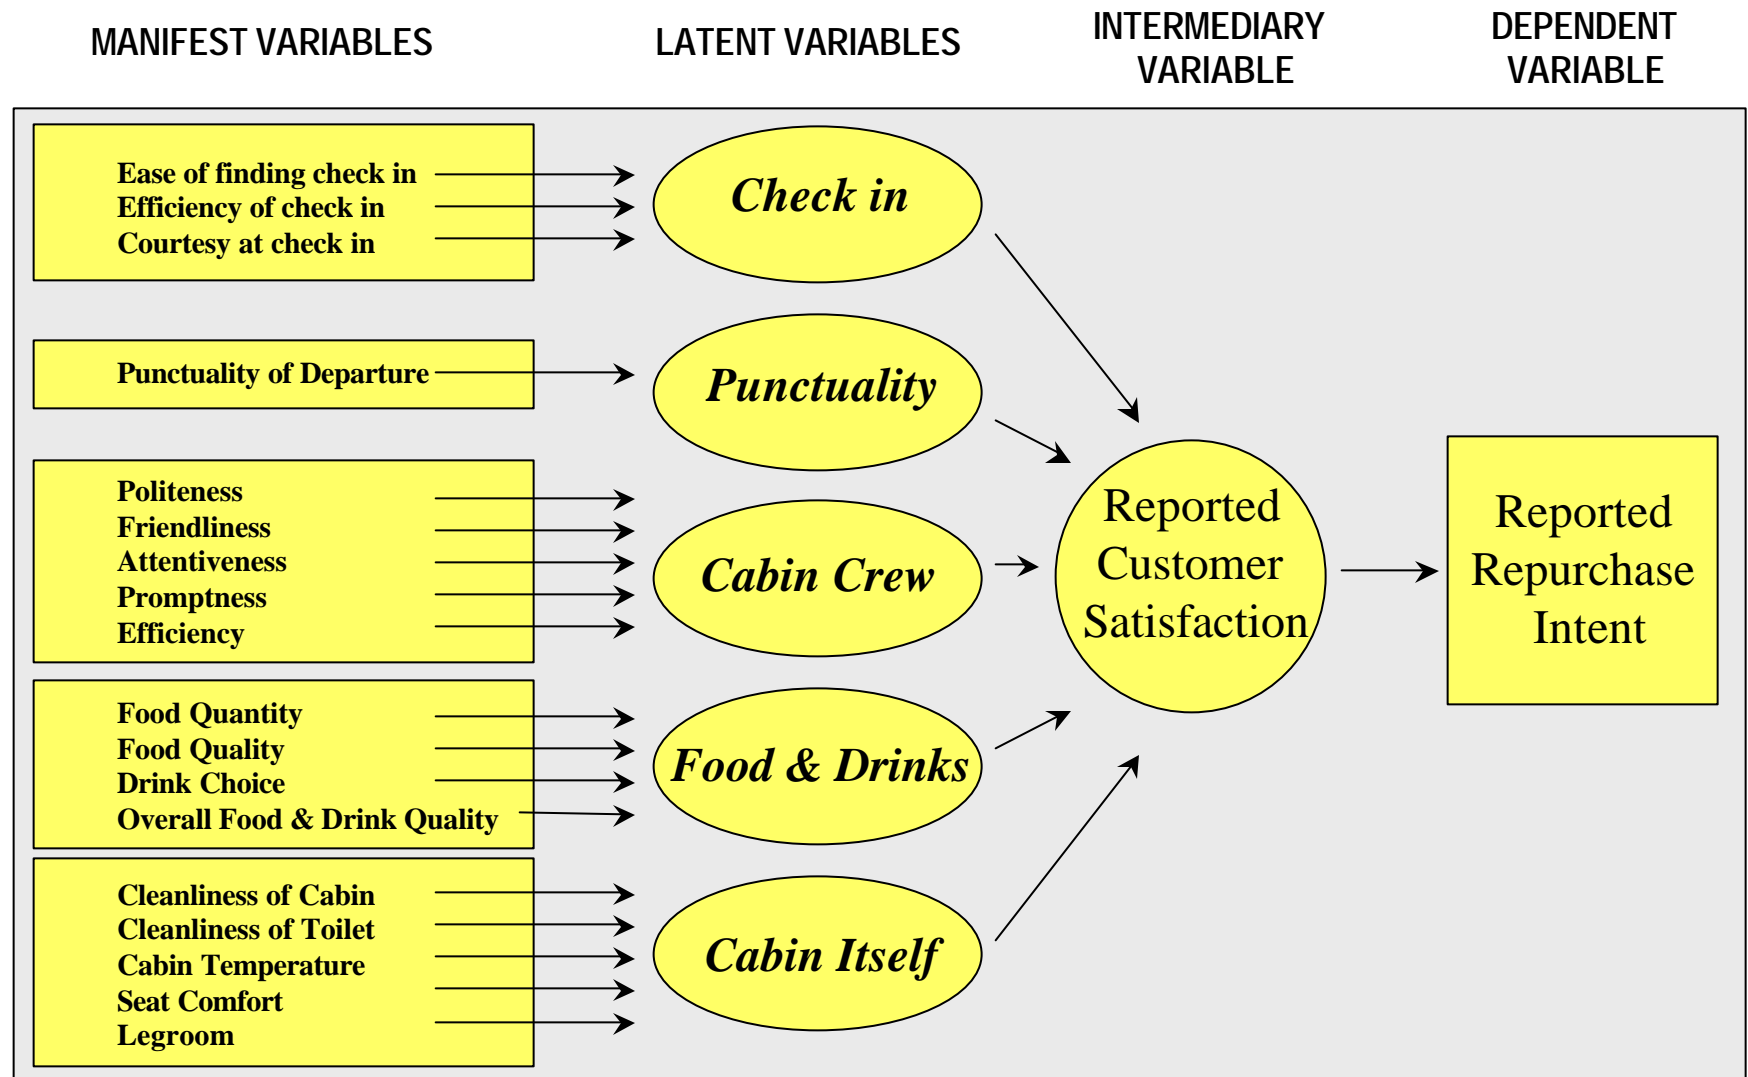 MANIFEST VARIABLES
LATENT VARIABLES
INTERMEDIARY
VARIABLE
DEPENDENT
VARIABLE
Ease of finding check in
Efficiency of check in
Courtesy at check in
Check in
Punctuality of Departure
Punctuality
Politeness
Friendliness
Attentiveness
Promptness
Efficiency
Cabin Crew
Food Quantity
Food Quality
Drink Choice
Overall Food & Drink Quality
Food & Drinks
Cleanliness of Cabin
Cleanliness of Toilet
Cabin Temperature
Seat Comfort
Legroom
Cabin Itself
Reported
Customer
Satisfaction
Reported
Repurchase
Intent